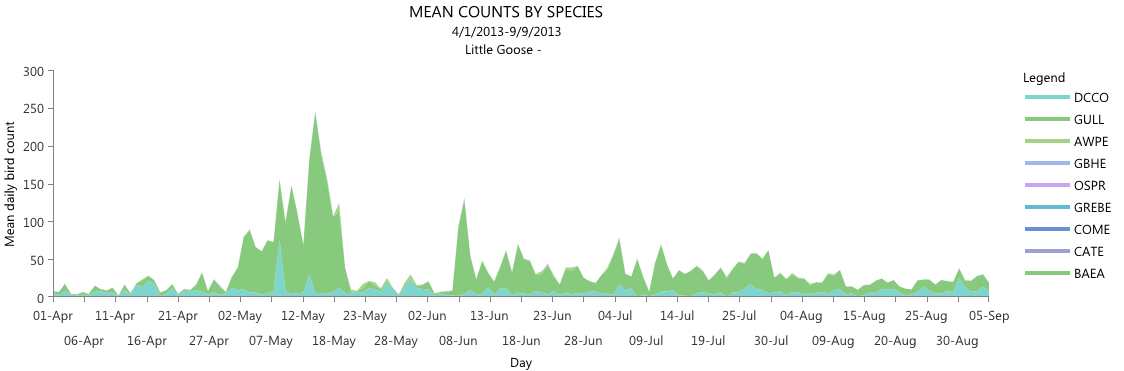 MEAN COUNTS BY SPECIES
4/1/2013-9/9/2013
Little Goose -
Mean daily bird count
300
250
200
150
100
50
0
01-Apr
06-Apr
11-Apr
16-Apr
21-Apr
27-Apr
02-May
07-May
12-May
18-May
23-May
28-May
02-Jun
08-Jun
13-Jun
18-Jun
23-Jun
28-Jun
04-Jul
09-Jul
14-Jul
19-Jul
25-Jul
30-Jul
04-Aug
09-Aug
15-Aug
20-Aug
25-Aug
30-Aug
05-Sep
Day
Legend
DCCO
GULL
AWPE
GBHE
OSPR
GREBE
COME
CATE
BAEA